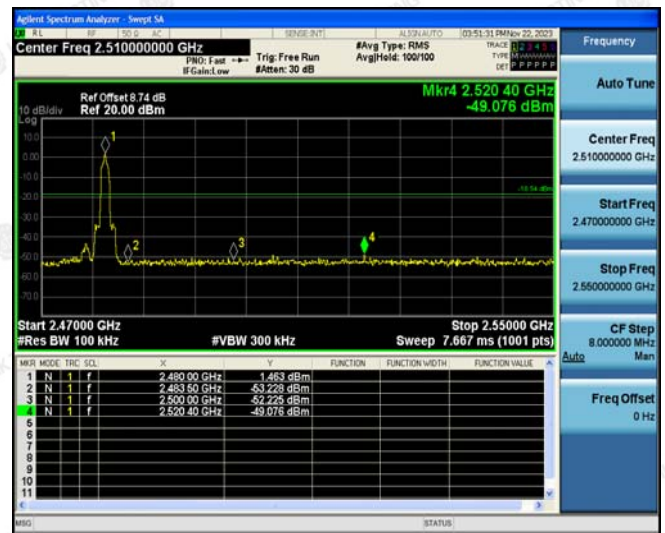 Agilent Spectrum Analyzer - Swept SA
RL RF 50 Ω AC SENSE:INT ALIGN AUTO 03:51:31 PM Nov 22, 2023
Center Freq 2.510000000 GHz #Avg Type: RMS TRACE 1 2 3 4 5 6
PNO: Fast Trig: Free Run Avg|Hold: 100/100 TYPE
IFGain:Low #Atten: 30 dB DET P P P P P P
Mkr4 2.520 40 GHz
Ref Offset 8.74 dB
10 dB/div Ref 20.00 dBm -49.076 dBm
Log
10.0
0.00
-10.0
-18.54 dBm
-20.0
-30.0
-40.0
-50.0
-60.0
-70.0
1
2
3
4
Start 2.47000 GHz Stop 2.55000 GHz
#Res BW 100 kHz #VBW 300 kHz Sweep 7.667 ms (1001 pts)
MKR MODE TRC SCL X Y FUNCTION FUNCTION WIDTH FUNCTION VALUE
1 N 1 f 2.480 00 GHz 1.463 dBm
2 N 1 f 2.483 50 GHz -53.228 dBm
3 N 1 f 2.500 00 GHz -52.225 dBm
4 N 1 f 2.520 40 GHz -49.076 dBm
5
6
7
8
9
10
11
MSG STATUS
Frequency
Auto Tune
Center Freq
2.510000000 GHz
Start Freq
2.470000000 GHz
Stop Freq
2.550000000 GHz
CF Step
8.000000 MHz
Auto Man
Freq Offset
0 Hz